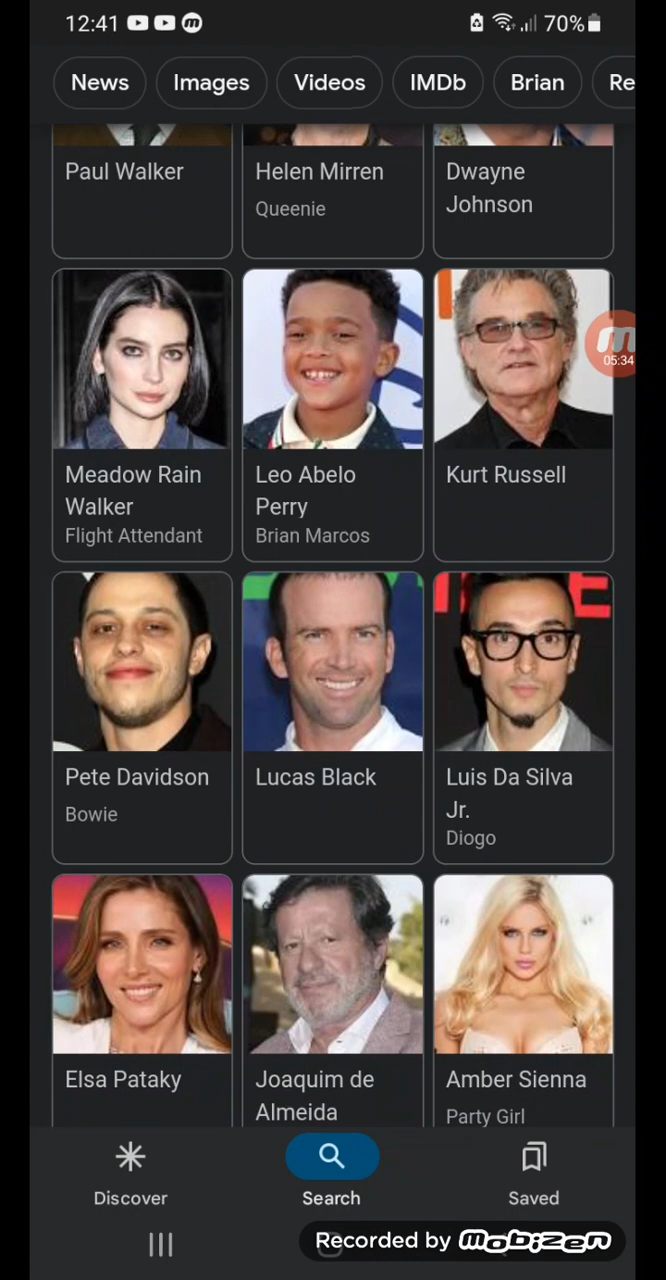 12:41
70%
News Images Videos IMDb Brian Re
Paul Walker
Helen Mirren
Queenie
Dwayne
Johnson
Meadow Rain
Walker
Flight Attendant
Leo Abelo
Perry
Brian Marcos
Kurt Russell
m
05:34
Pete Davidson
Bowie
Lucas Black
Luis Da Silva
Jr.
Diogo
Elsa Pataky
Joaquim de
Almeida
Amber Sienna
Party Girl
Discover Search Saved
Recorded by mobizen